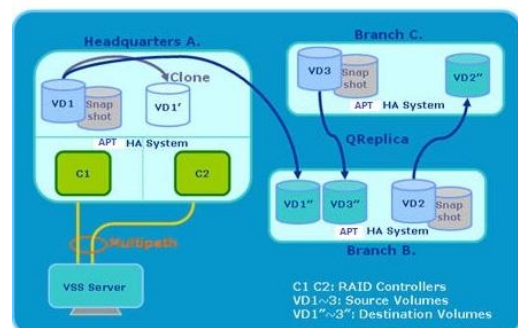 Headquarters A.
Clone
VD1
Snap
shot
VD1'
APT HA System
C1
C2
Multipath
VSS Server
Branch C.
VD3
Snap
shot
VD2"
APT HA System
QReplica
VD1"
VD3"
VD2
Snap
shot
APT HA System
Branch B.
C1 C2: RAID Controllers
VD1~3: Source Volumes
VD1"~3": Destination Volumes